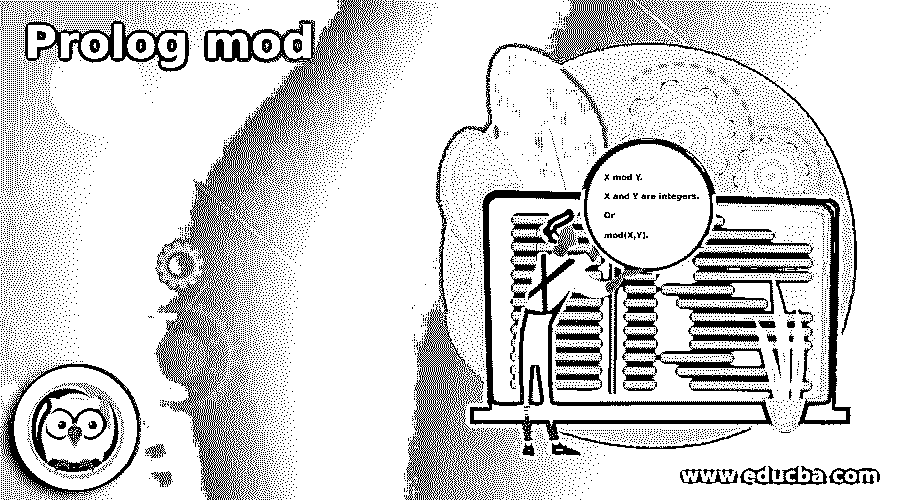 Prolog mod
X mod Y.
X and Y are integers.
Or
mod(X,Y).
www.educba.com